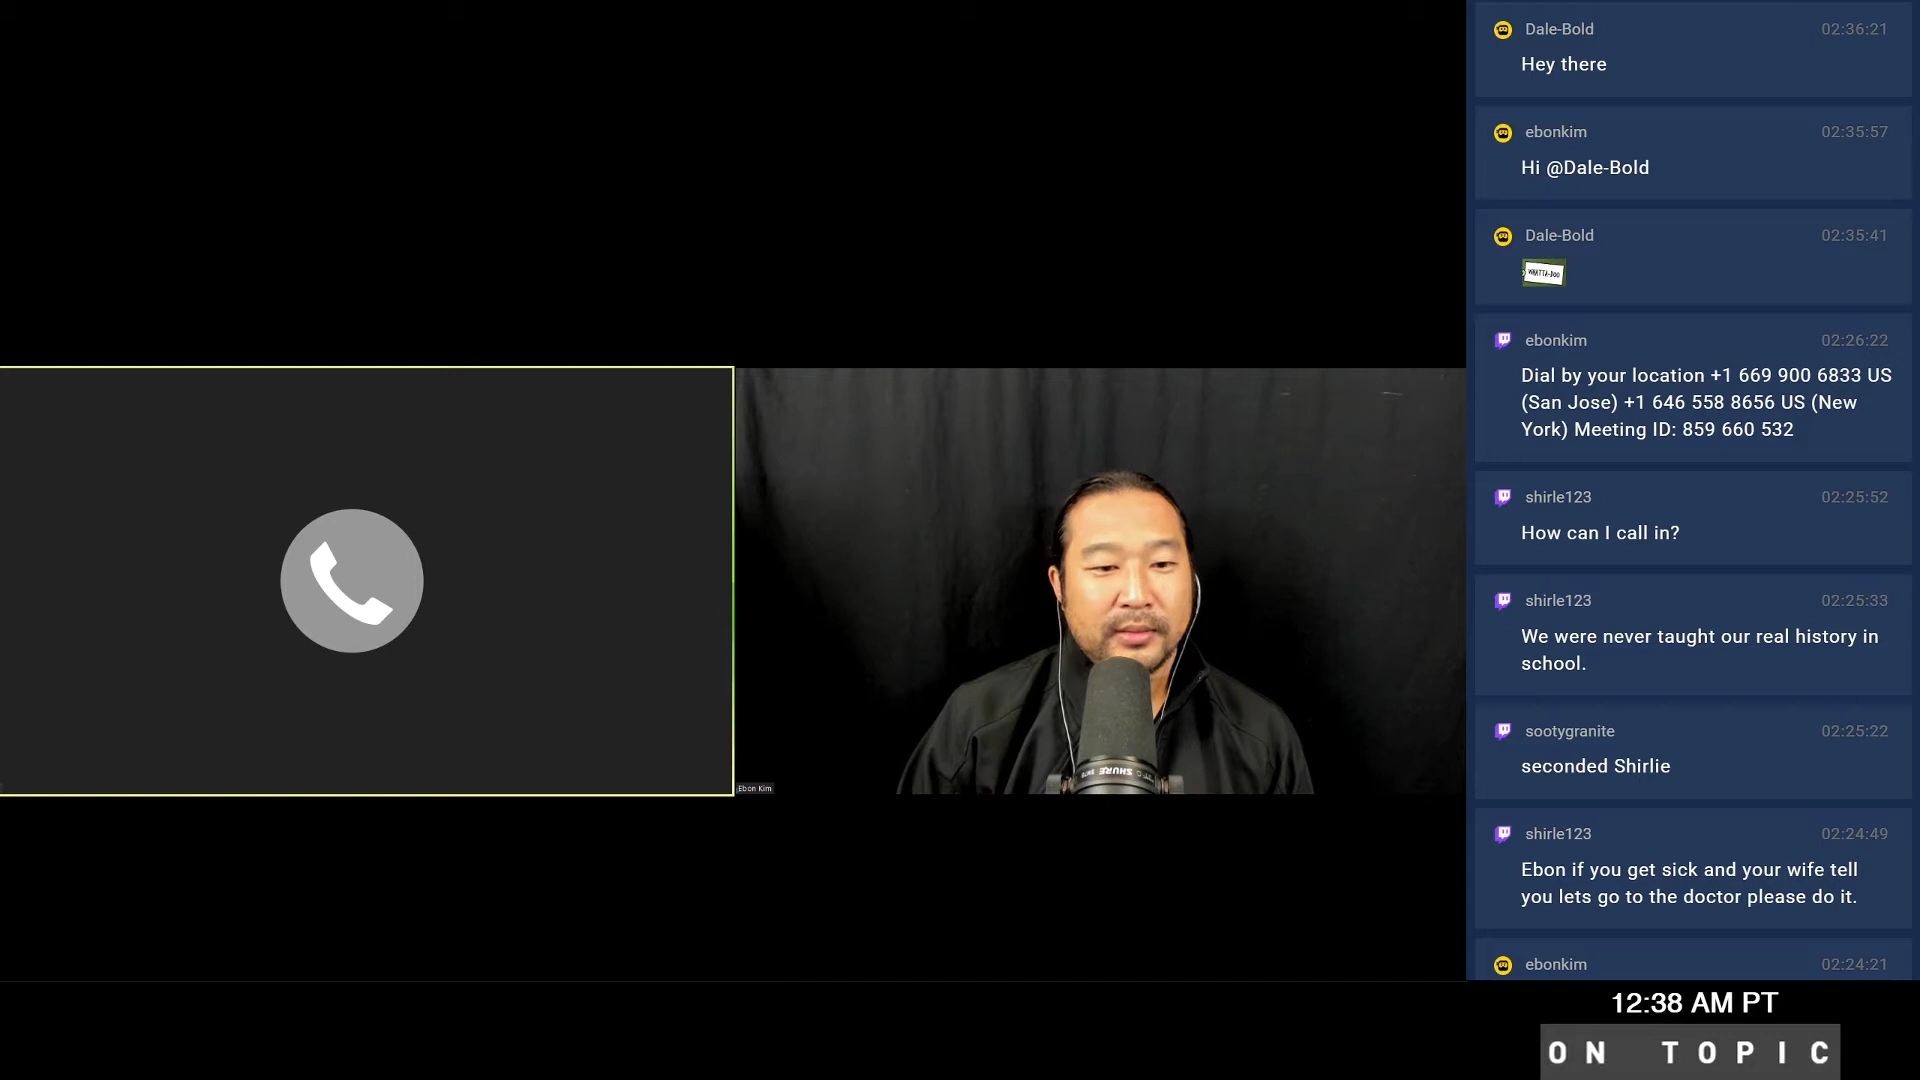 Dale-Bold 02:36:21
Hey there
ebonkim 02:35:57
Hi @Dale-Bold
Dale-Bold 02:35:41
WHATTA-DOO
ebonkim 02:26:22
Dial by your location +1 669 900 6833 US
(San Jose) +1 646 558 8656 US (New
York) Meeting ID: 859 660 532
shirle123 02:25:52
How can I call in?
shirle123 02:25:33
We were never taught our real history in
school.
sootygranite 02:25:22
seconded Shirlie
shirle123 02:24:49
Ebon if you get sick and your wife tell
you lets go to the doctor please do it.
ebonkim 02:24:21
Ebon Kim
SHURE
12:38 AM PT
ON TOPIC